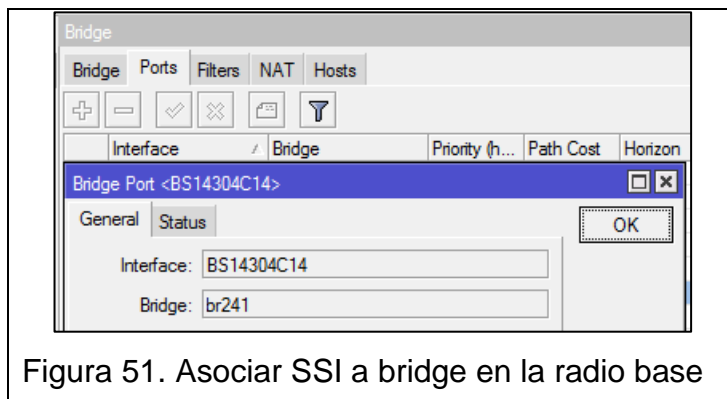 Bridge
Bridge Ports Filters NAT Hosts
Interface Bridge Priority (h... Path Cost Horizon
Bridge Port <BS14304C14>
General Status OK
Interface: BS14304C14
Bridge: br241
Figura 51. Asociar SSI a bridge en la radio base